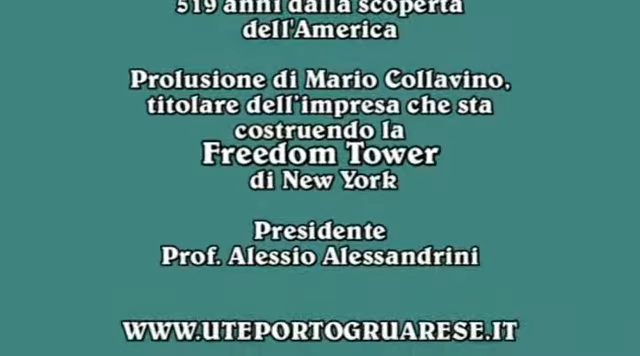 519 anni dalla scoperta
dell'America
Prolusione di Mario Collavino,
titolare dell'impresa che sta
costruendo la
Freedom Tower
di New York
Presidente
Prof. Alessio Alessandrini
WWW.UTEPORTOGRUARESE.IT